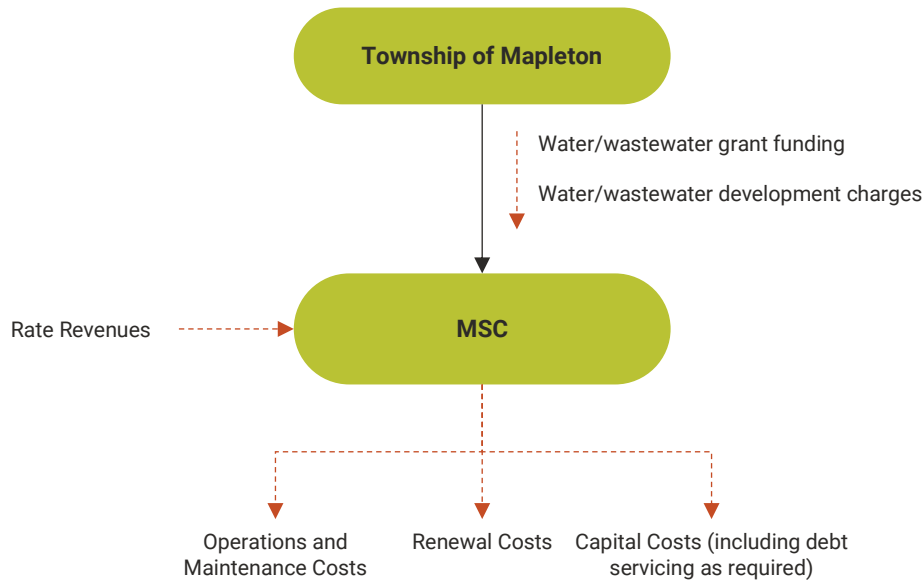 Township of Mapleton
Water/wastewater grant funding
Water/wastewater development charges
Rate Revenues
MSC
Operations and
Maintenance Costs
Renewal Costs
Capital Costs (including debt
servicing as required)